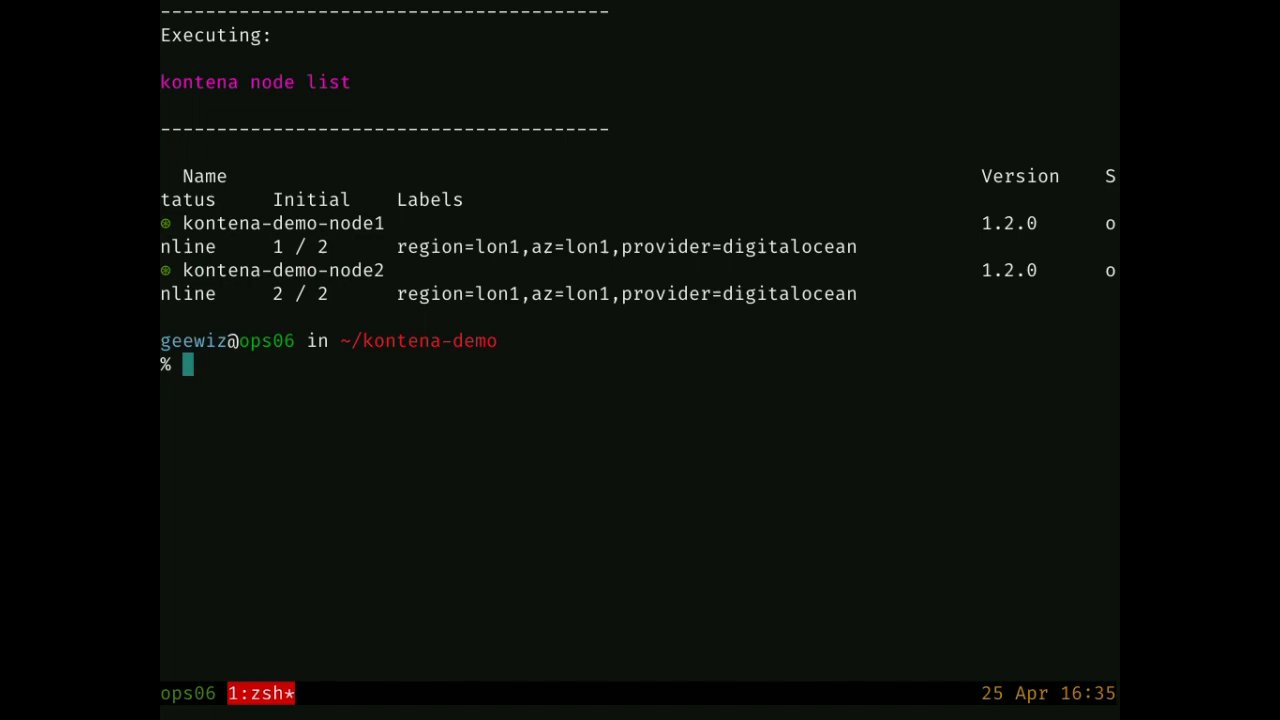 ----------------------------------------
Executing:
kontena node list
----------------------------------------
Name Version S
tatus Initial Labels
⊛ kontena-demo-node1 1.2.0 o
nline 1 / 2 region=lon1,az=lon1,provider=digitalocean
⊛ kontena-demo-node2 1.2.0 o
nline 2 / 2 region=lon1,az=lon1,provider=digitalocean
geewiz@ops06 in ~/kontena-demo
%
ops06 1:zsh* 25 Apr 16:35